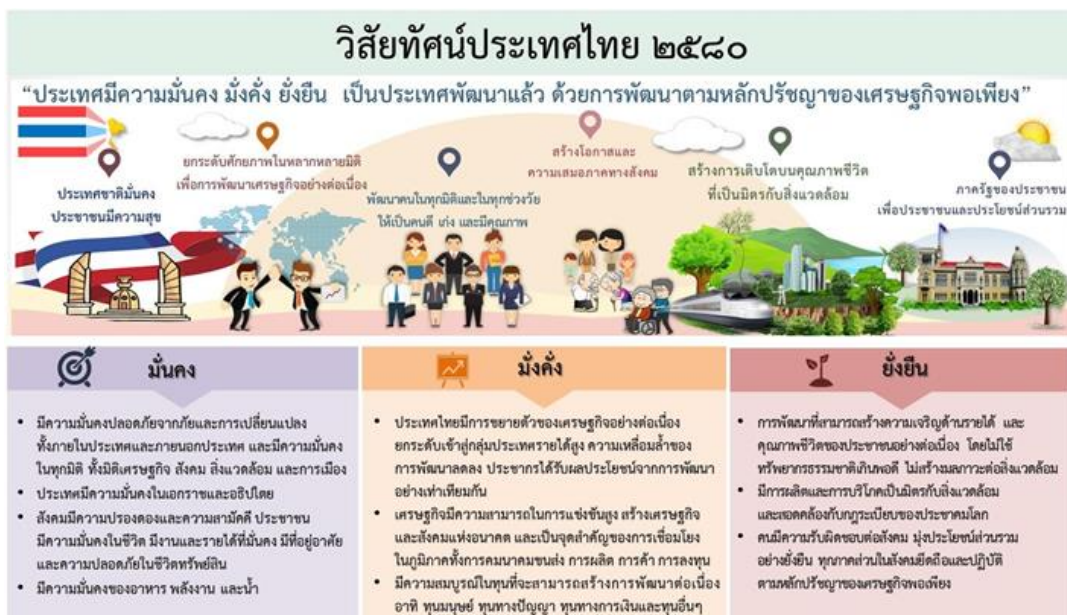 วิสัยทัศน์ประเทศไทย ๒๕๘๐
“ประเทศมีความมั่นคง มั่งคั่ง ยั่งยืน เป็นประเทศพัฒนาแล้ว ด้วยการพัฒนาตามหลักปรัชญาของเศรษฐกิจพอเพียง”
ประเทศชาติมั่นคง
ประชาชนมีความสุข
ยกระดับศักยภาพในหลากหลายมิติ
เพื่อการพัฒนาเศรษฐกิจอย่างต่อเนื่อง
พัฒนาคนในทุกมิติและในทุกช่วงวัย
ให้เป็นคนดี เก่ง และมีคุณภาพ
สร้างโอกาสและ
ความเสมอภาคทางสังคม
สร้างการเติบโตบนคุณภาพชีวิต
ที่เป็นมิตรกับสิ่งแวดล้อม
ภาครัฐของประชาชน
เพื่อประชาชนและประโยชน์ส่วนรวม
มั่นคง
• มีความมั่นคงปลอดภัยจากภัยและการเปลี่ยนแปลง
ทั้งภายในประเทศและภายนอกประเทศ และมีความมั่นคง
ในทุกมิติ ทั้งมิติเศรษฐกิจ สังคม สิ่งแวดล้อม และการเมือง
• ประเทศมีความมั่นคงในเอกราชและอธิปไตย
• สังคมมีความปรองดองและความสามัคคี ประชาชน
มีความมั่นคงในชีวิต มีงานและรายได้ที่มั่นคง มีที่อยู่อาศัย
และความปลอดภัยในชีวิตทรัพย์สิน
• มีความมั่นคงของอาหาร พลังงาน และน้ำ
มั่งคั่ง
• ประเทศไทยมีการขยายตัวของเศรษฐกิจอย่างต่อเนื่อง
ยกระดับเข้าสู่กลุ่มประเทศรายได้สูง ความเหลื่อมล้ำของ
การพัฒนาลดลง ประชากรได้รับผลประโยชน์จากการพัฒนา
อย่างเท่าเทียมกัน
• เศรษฐกิจมีความสามารถในการแข่งขันสูง สร้างเศรษฐกิจ
และสังคมแห่งอนาคต และเป็นจุดสำคัญของการเชื่อมโยง
ในภูมิภาคทั้งการคมนาคมขนส่ง การผลิต การค้า การลงทุน
• มีความสมบูรณ์ในทุนที่จะสามารถสร้างการพัฒนาต่อเนื่อง
อาทิ ทุนมนุษย์ ทุนทางปัญญา ทุนทางการเงินและทุนอื่นๆ
ยั่งยืน
• การพัฒนาที่สามารถสร้างความเจริญด้านรายได้ และ
คุณภาพชีวิตของประชาชนอย่างต่อเนื่อง โดยไม่ใช้
ทรัพยากรธรรมชาติเกินพอดี ไม่สร้างมลภาวะต่อสิ่งแวดล้อม
• มีการผลิตและการบริโภคเป็นมิตรกับสิ่งแวดล้อม
และสอดคล้องกับกฎระเบียบของประชาคมโลก
• คนมีความรับผิดชอบต่อสังคม มุ่งประโยชน์ส่วนรวม
อย่างยั่งยืน ทุกภาคส่วนในสังคมยึดถือและปฏิบัติ
ตามหลักปรัชญาของเศรษฐกิจพอเพียง